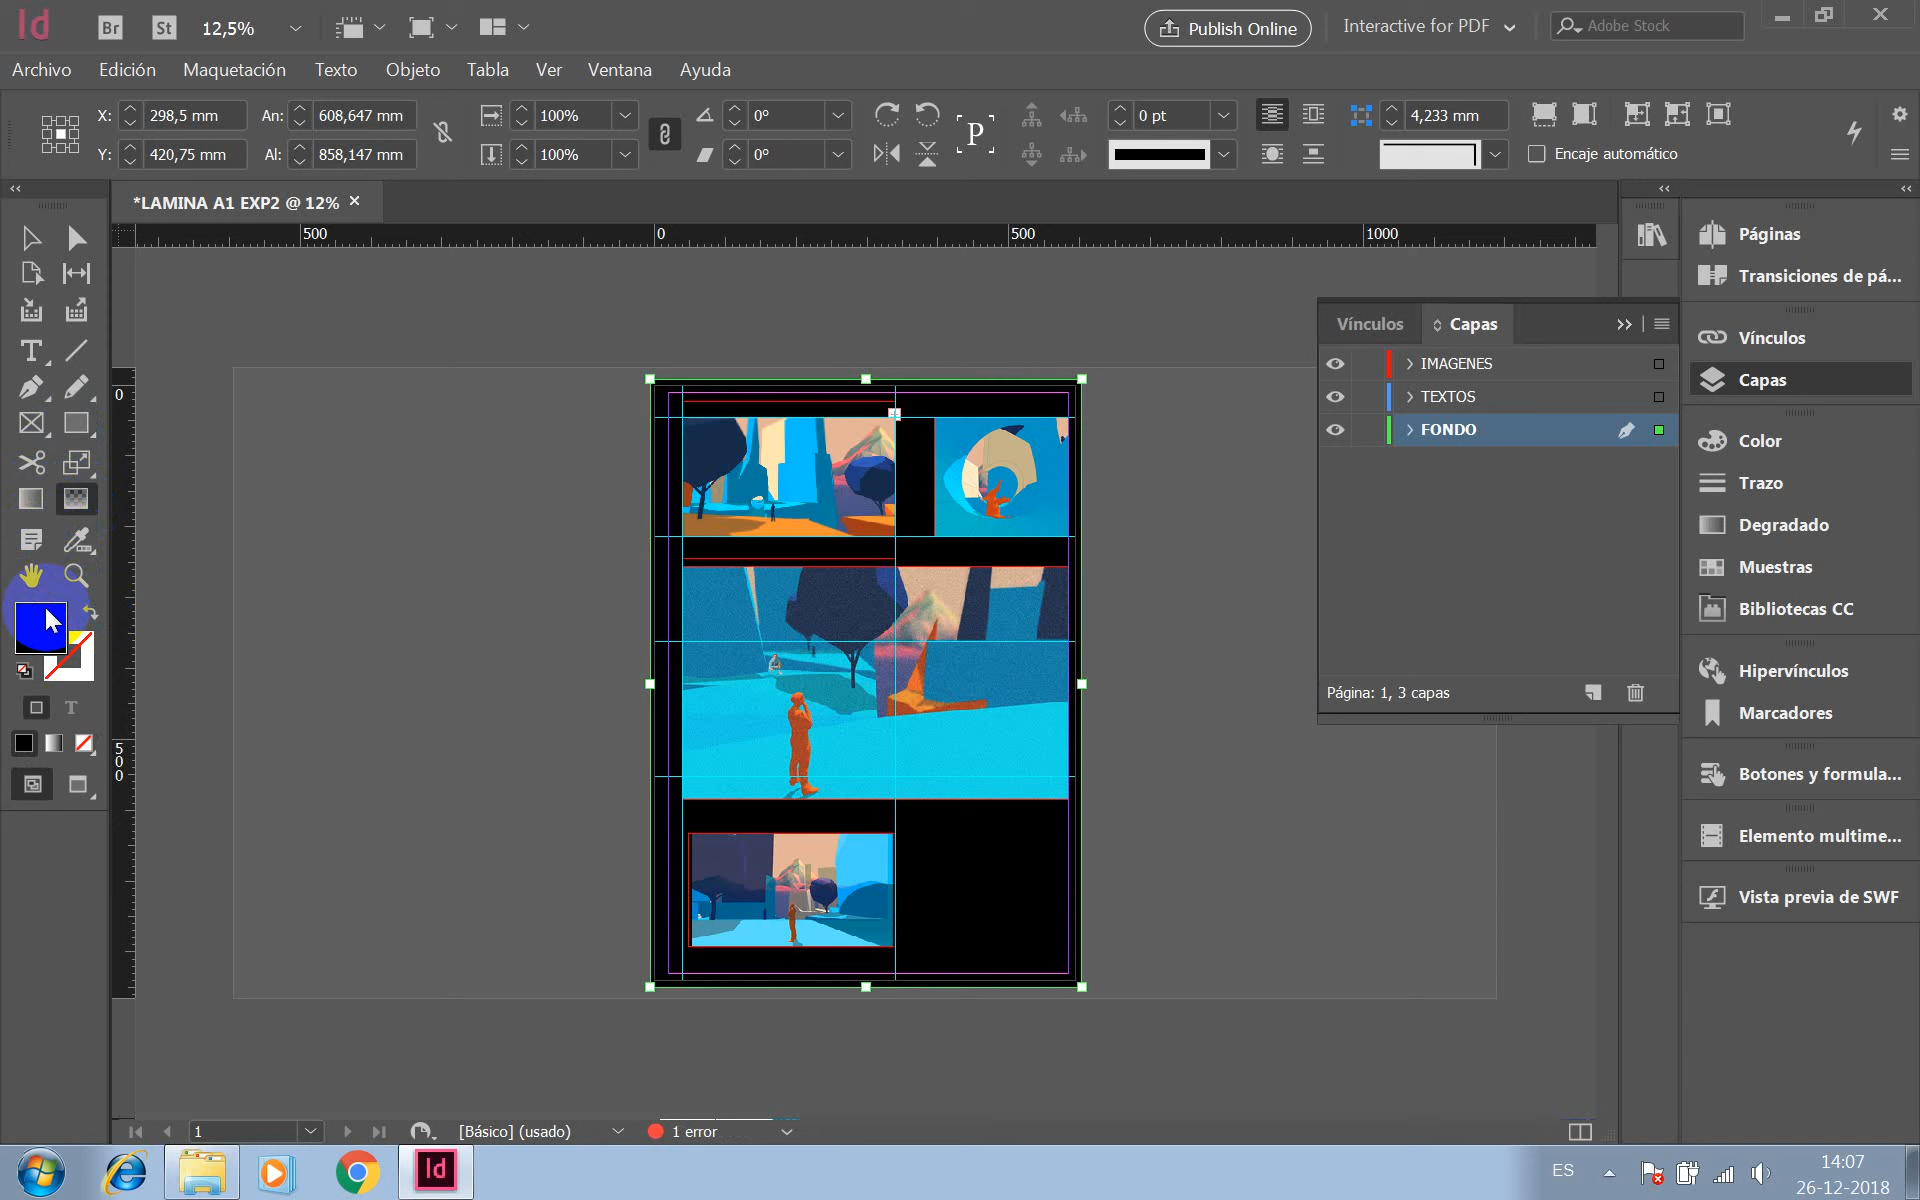 Id
Br
St
12,5%
Publish Online
Interactive for PDF
Adobe Stock
Archivo
Edición
Maquetación
Texto
Objeto
Tabla
Ver
Ventana
Ayuda
X: 298,5 mm
An: 608,647 mm
100%
0°
0 pt
4,233 mm
Y: 420,75 mm
Al: 858,147 mm
100%
0°
P
Encaje automático
*LAMINA A1 EXP2 @ 12%
500
0
500
1000
0
500
T
T
Vínculos
Capas
IMAGENES
TEXTOS
FONDO
Página: 1, 3 capas
Páginas
Transiciones de pá...
Vínculos
Capas
Color
Trazo
Degradado
Muestras
Bibliotecas CC
Hipervínculos
Marcadores
Botones y formula...
Elemento multime...
Vista previa de SWF
1
[Básico] (usado)
1 error
Id
ES
14:07
26-12-2018